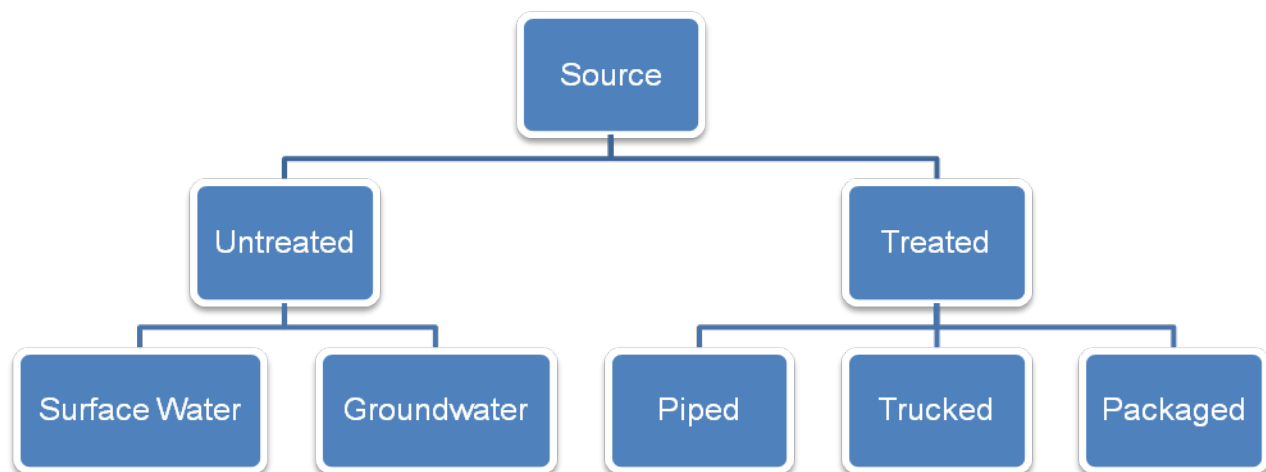 Source
Untreated
Treated
Surface Water
Groundwater
Piped
Trucked
Packaged